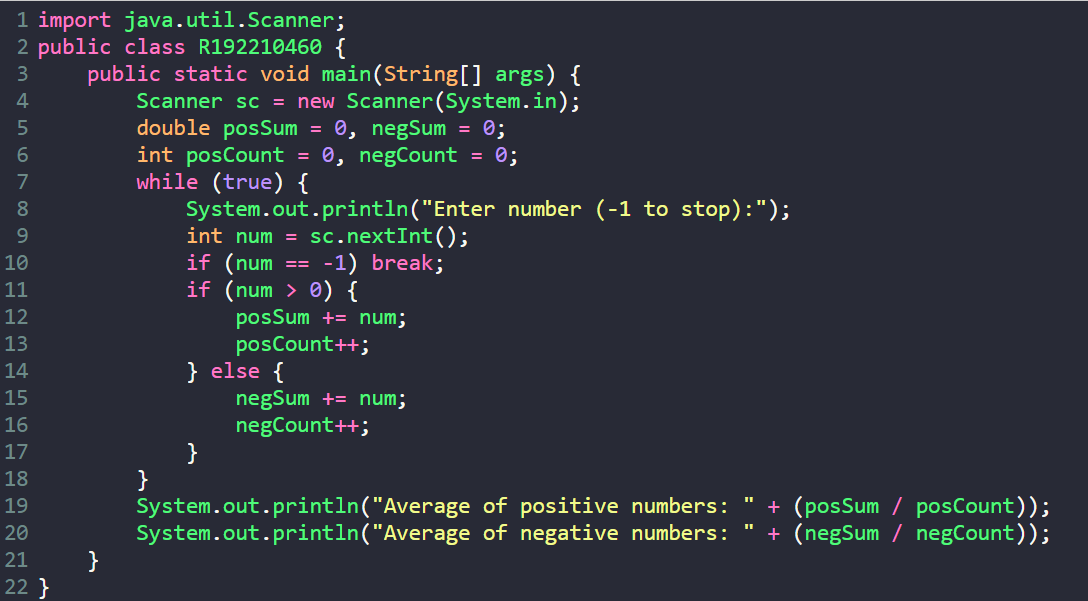 1 import java.util.Scanner;
2 public class R192210460 {
3     public static void main(String[] args) {
4         Scanner sc = new Scanner(System.in);
5         double posSum = 0, negSum = 0;
6         int posCount = 0, negCount = 0;
7         while (true) {
8             System.out.println("Enter number (-1 to stop):");
9             int num = sc.nextInt();
10             if (num == -1) break;
11             if (num > 0) {
12                 posSum += num;
13                 posCount++;
14             } else {
15                 negSum += num;
16                 negCount++;
17             }
18         }
19         System.out.println("Average of positive numbers: " + (posSum / posCount));
20         System.out.println("Average of negative numbers: " + (negSum / negCount));
21     }
22 }